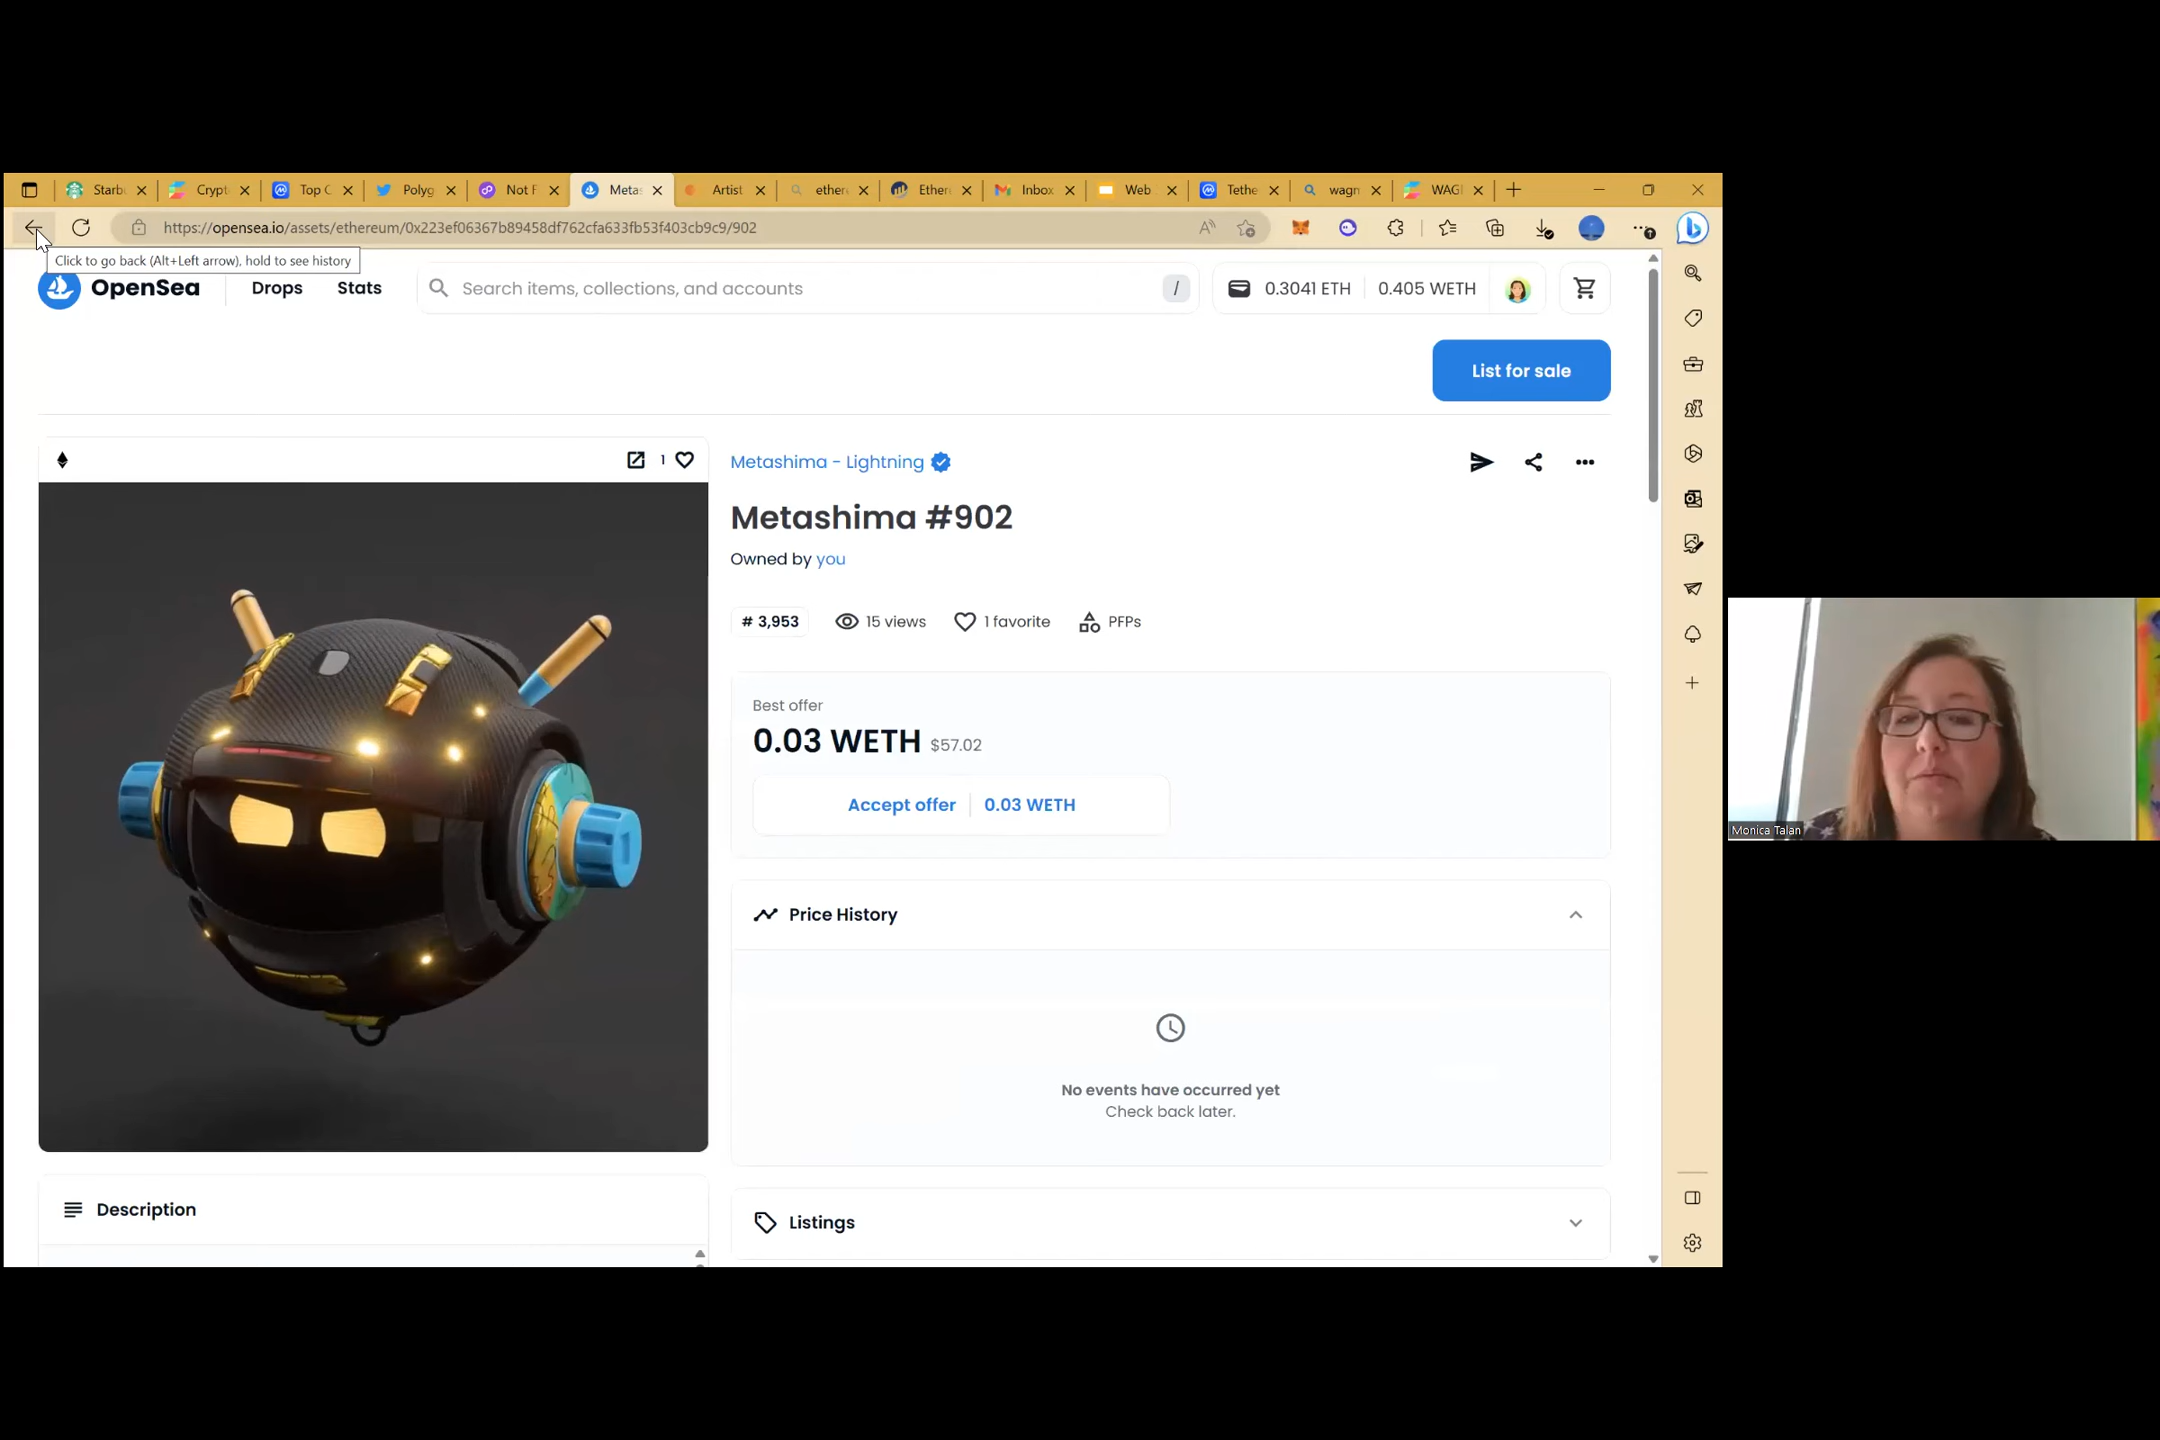 Starb
Crypt
Top C
Polyg
Not F
Metas
Artist
ether
Ether
Inbox
Web
Tethe
wagn
WAG
https://opensea.io/assets/ethereum/0x223ef06367b89458df762cfa633fb53f403cb9c9/902
Click to go back (Alt+Left arrow), hold to see history
OpenSea
Drops
Stats
Search items, collections, and accounts
/
0.3041 ETH
0.405 WETH
List for sale
1
Metashima - Lightning
Metashima #902
Owned by you
# 3,953
15 views
1 favorite
PFPs
Best offer
0.03 WETH $57.02
Accept offer 0.03 WETH
Price History
No events have occurred yet
Check back later.
Description
Listings
Monica Talan